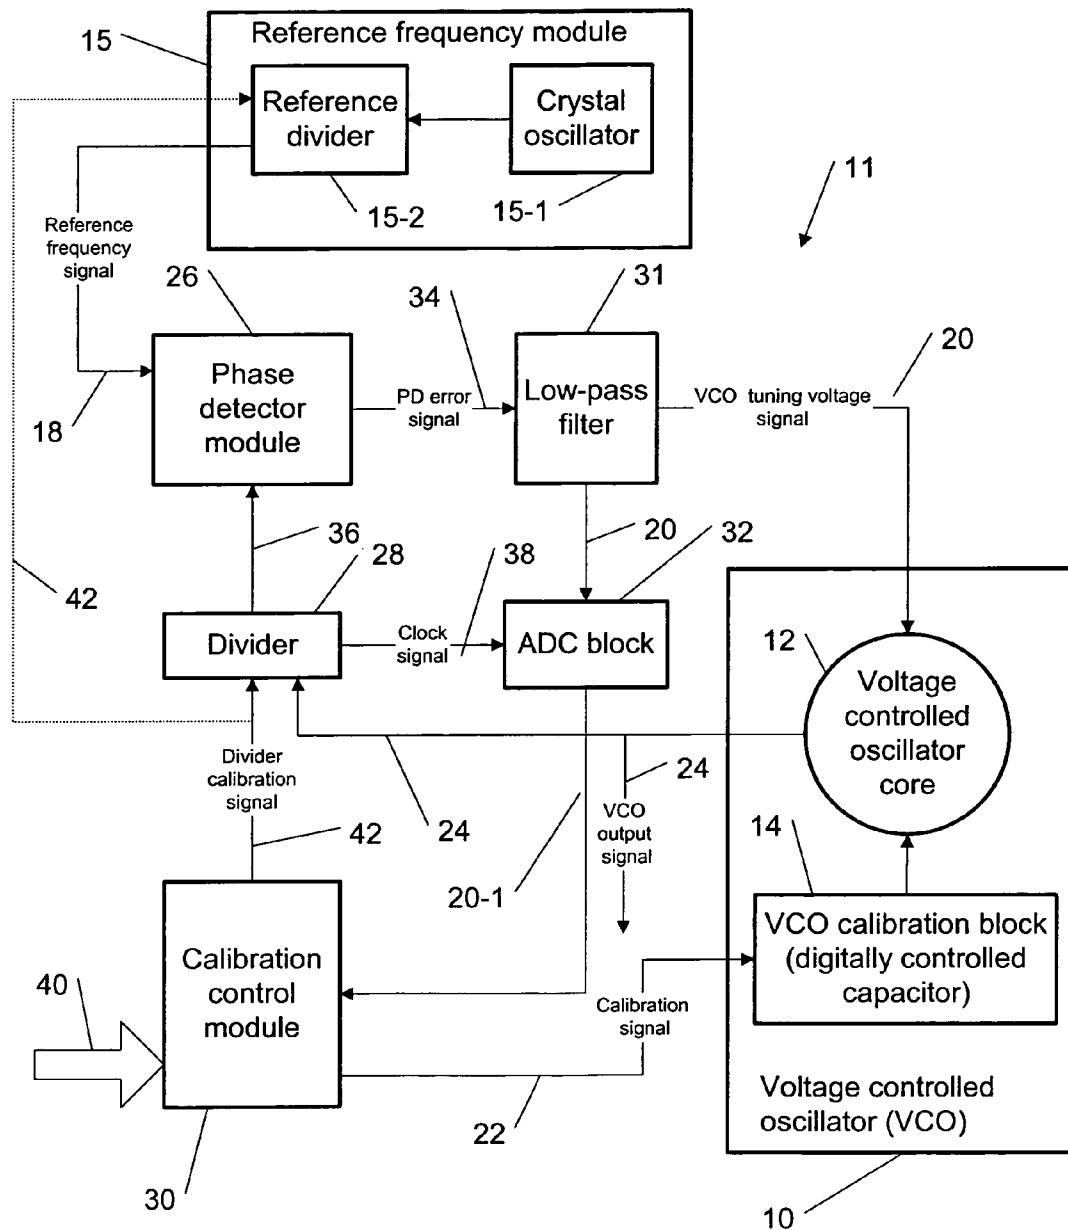 15
Reference frequency module
Reference
divider
Crystal
oscillator
15-2
15-1
11
Reference
frequency
signal
26
34
31
20
18
Phase
detector
module
PD error
signal
Low-pass
filter
VCO tuning voltage
signal
36
28
38
20
32
42
Divider
Clock
signal
ADC block
12
Voltage
controlled
oscillator
core
Divider
calibration
signal
42
24
24
VCO
output
signal
20-1
14
VCO calibration block
(digitally controlled
capacitor)
40
Calibration
control
module
Calibration
signal
22
30
Voltage controlled
oscillator (VCO)
10